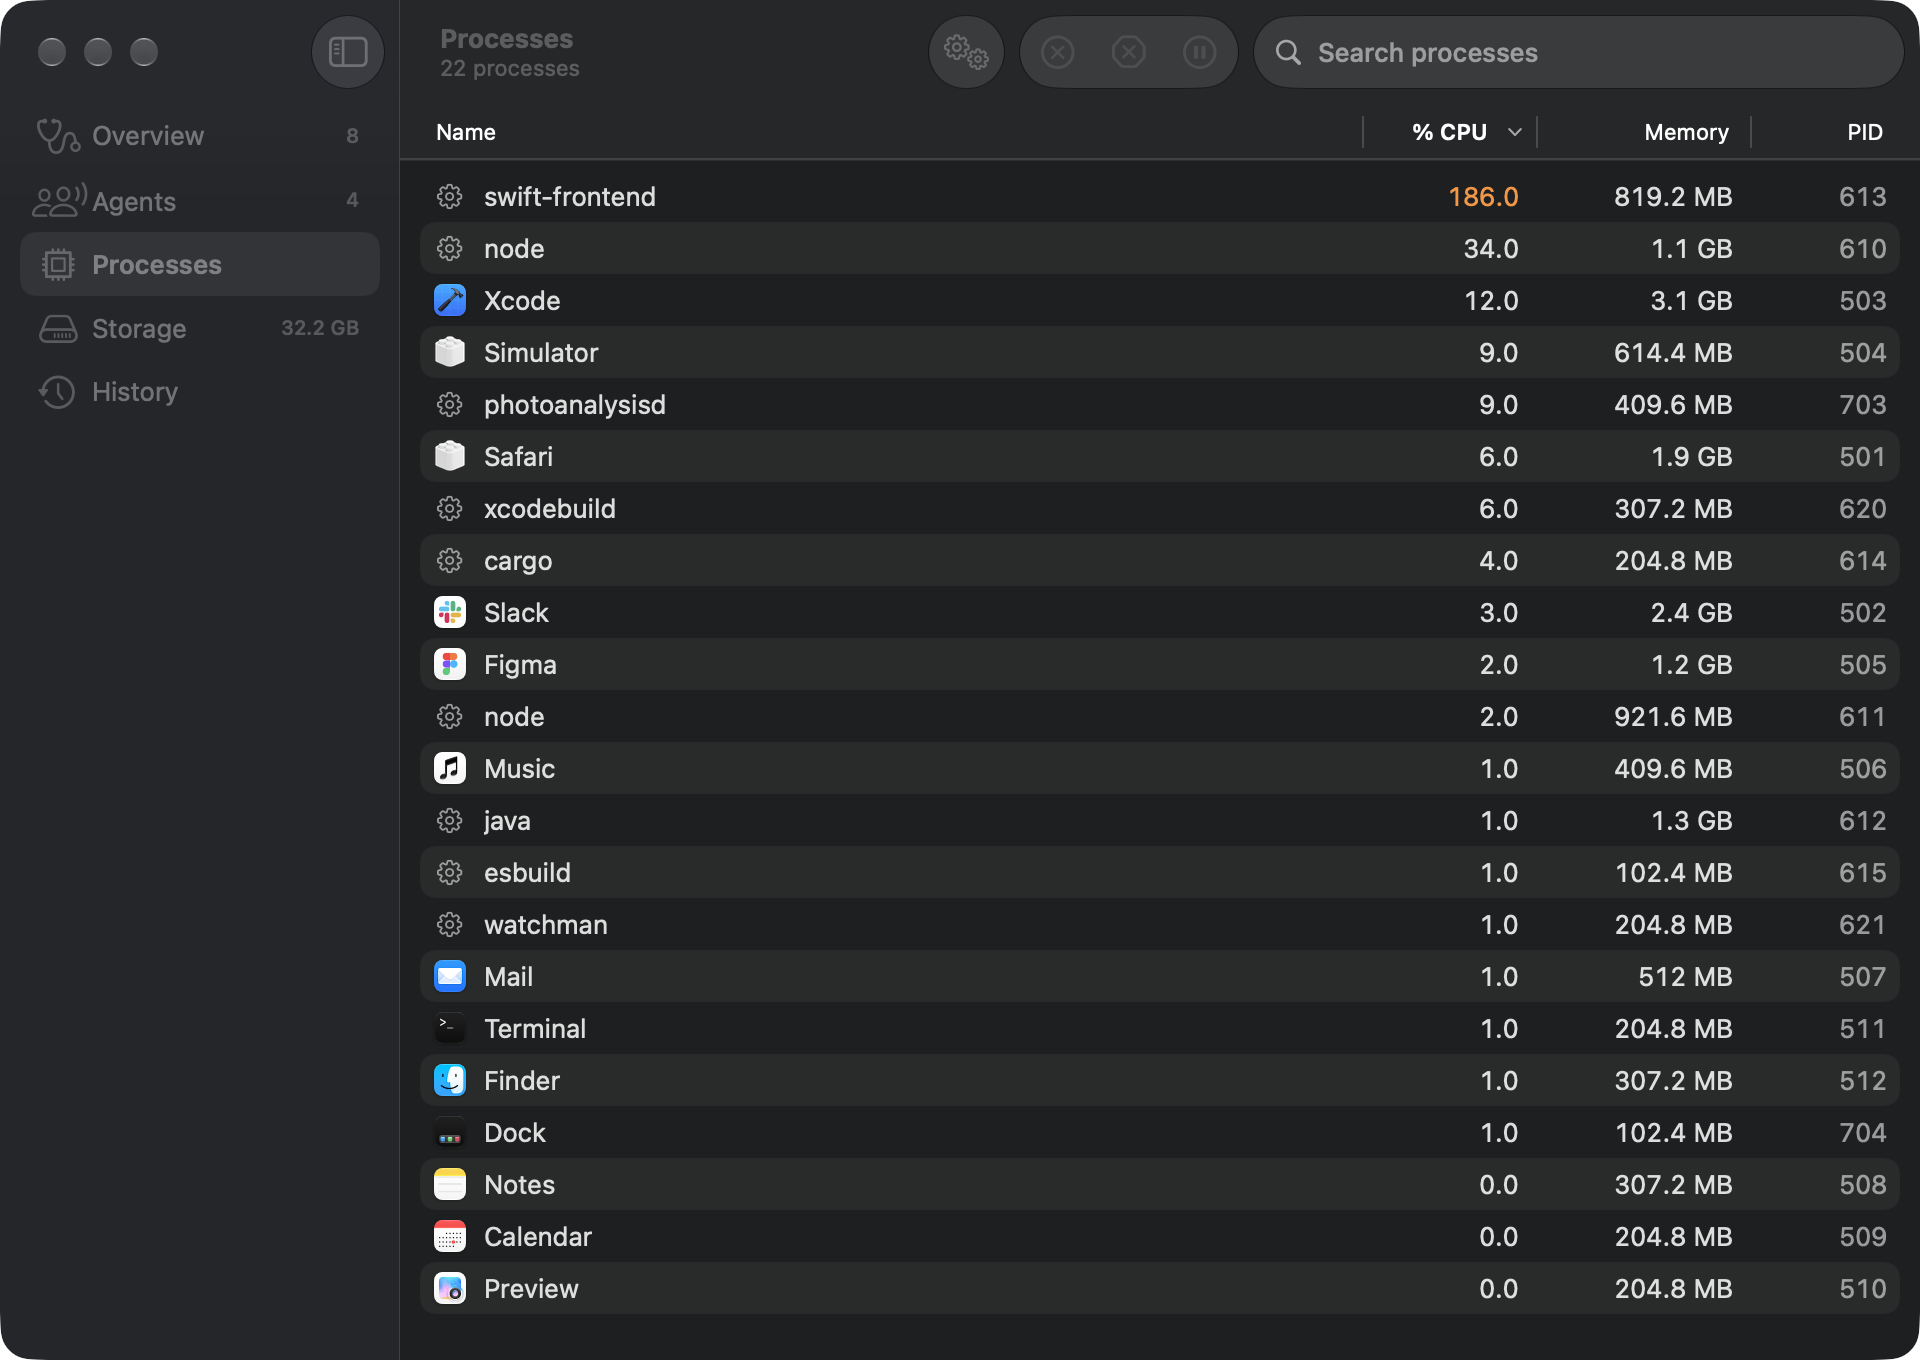 Processes
22 processes
Search processes
Overview 8
Agents 4
Processes
Storage 32.2 GB
History
Name % CPU Memory PID
swift-frontend 186.0 819.2 MB 613
node 34.0 1.1 GB 610
Xcode 12.0 3.1 GB 503
Simulator 9.0 614.4 MB 504
photoanalysisd 9.0 409.6 MB 703
Safari 6.0 1.9 GB 501
xcodebuild 6.0 307.2 MB 620
cargo 4.0 204.8 MB 614
Slack 3.0 2.4 GB 502
Figma 2.0 1.2 GB 505
node 2.0 921.6 MB 611
Music 1.0 409.6 MB 506
java 1.0 1.3 GB 612
esbuild 1.0 102.4 MB 615
watchman 1.0 204.8 MB 621
Mail 1.0 512 MB 507
Terminal 1.0 204.8 MB 511
Finder 1.0 307.2 MB 512
Dock 1.0 102.4 MB 704
Notes 0.0 307.2 MB 508
Calendar 0.0 204.8 MB 509
Preview 0.0 204.8 MB 510